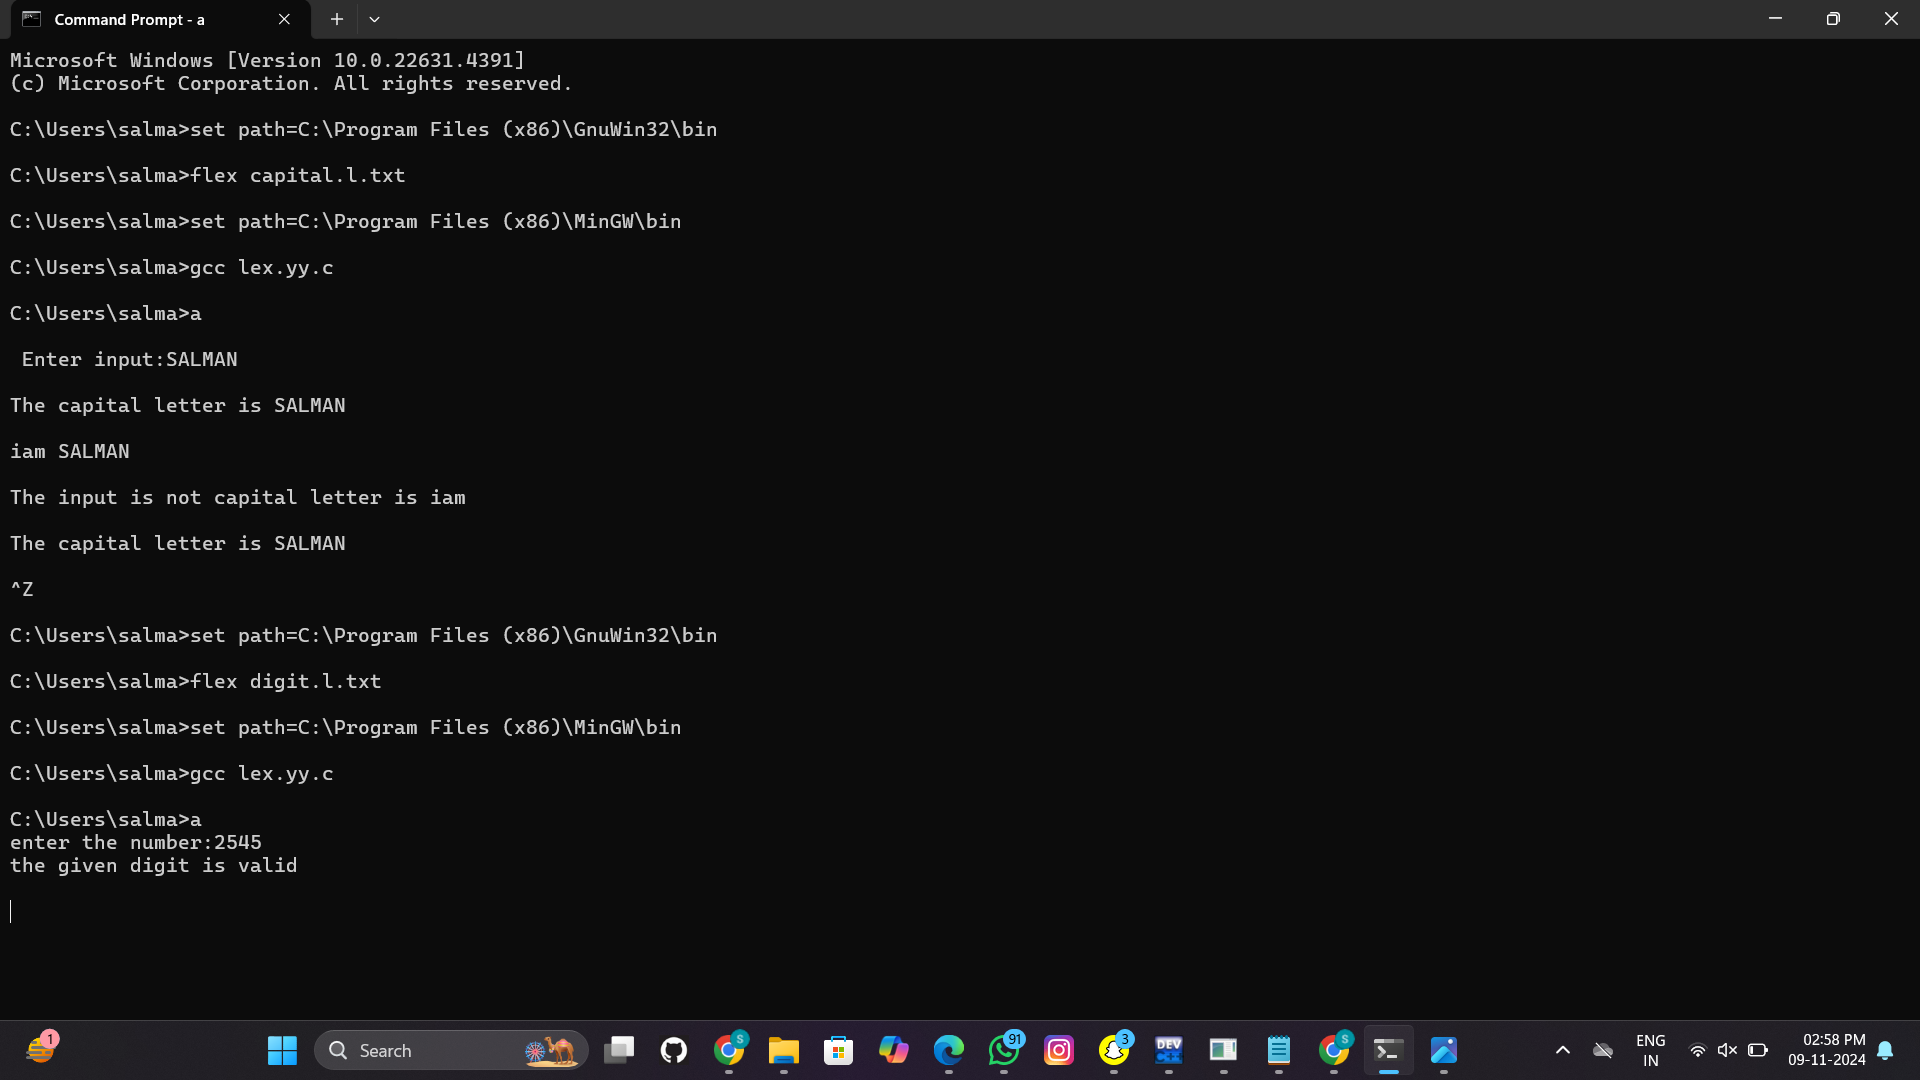 Command Prompt - a
Microsoft Windows [Version 10.0.22631.4391]
(c) Microsoft Corporation. All rights reserved.
C:\Users\salma>set path=C:\Program Files (x86)\GnuWin32\bin
C:\Users\salma>flex capital.l.txt
C:\Users\salma>set path=C:\Program Files (x86)\MinGW\bin
C:\Users\salma>gcc lex.yy.c
C:\Users\salma>a
Enter input:SALMAN
The capital letter is SALMAN
iam SALMAN
The input is not capital letter is iam
The capital letter is SALMAN
^Z
C:\Users\salma>set path=C:\Program Files (x86)\GnuWin32\bin
C:\Users\salma>flex digit.l.txt
C:\Users\salma>set path=C:\Program Files (x86)\MinGW\bin
C:\Users\salma>gcc lex.yy.c
C:\Users\salma>a
enter the number:2545
the given digit is valid
1
Search
S
91
3
DEV
S
ENG
IN
02:58 PM
09-11-2024